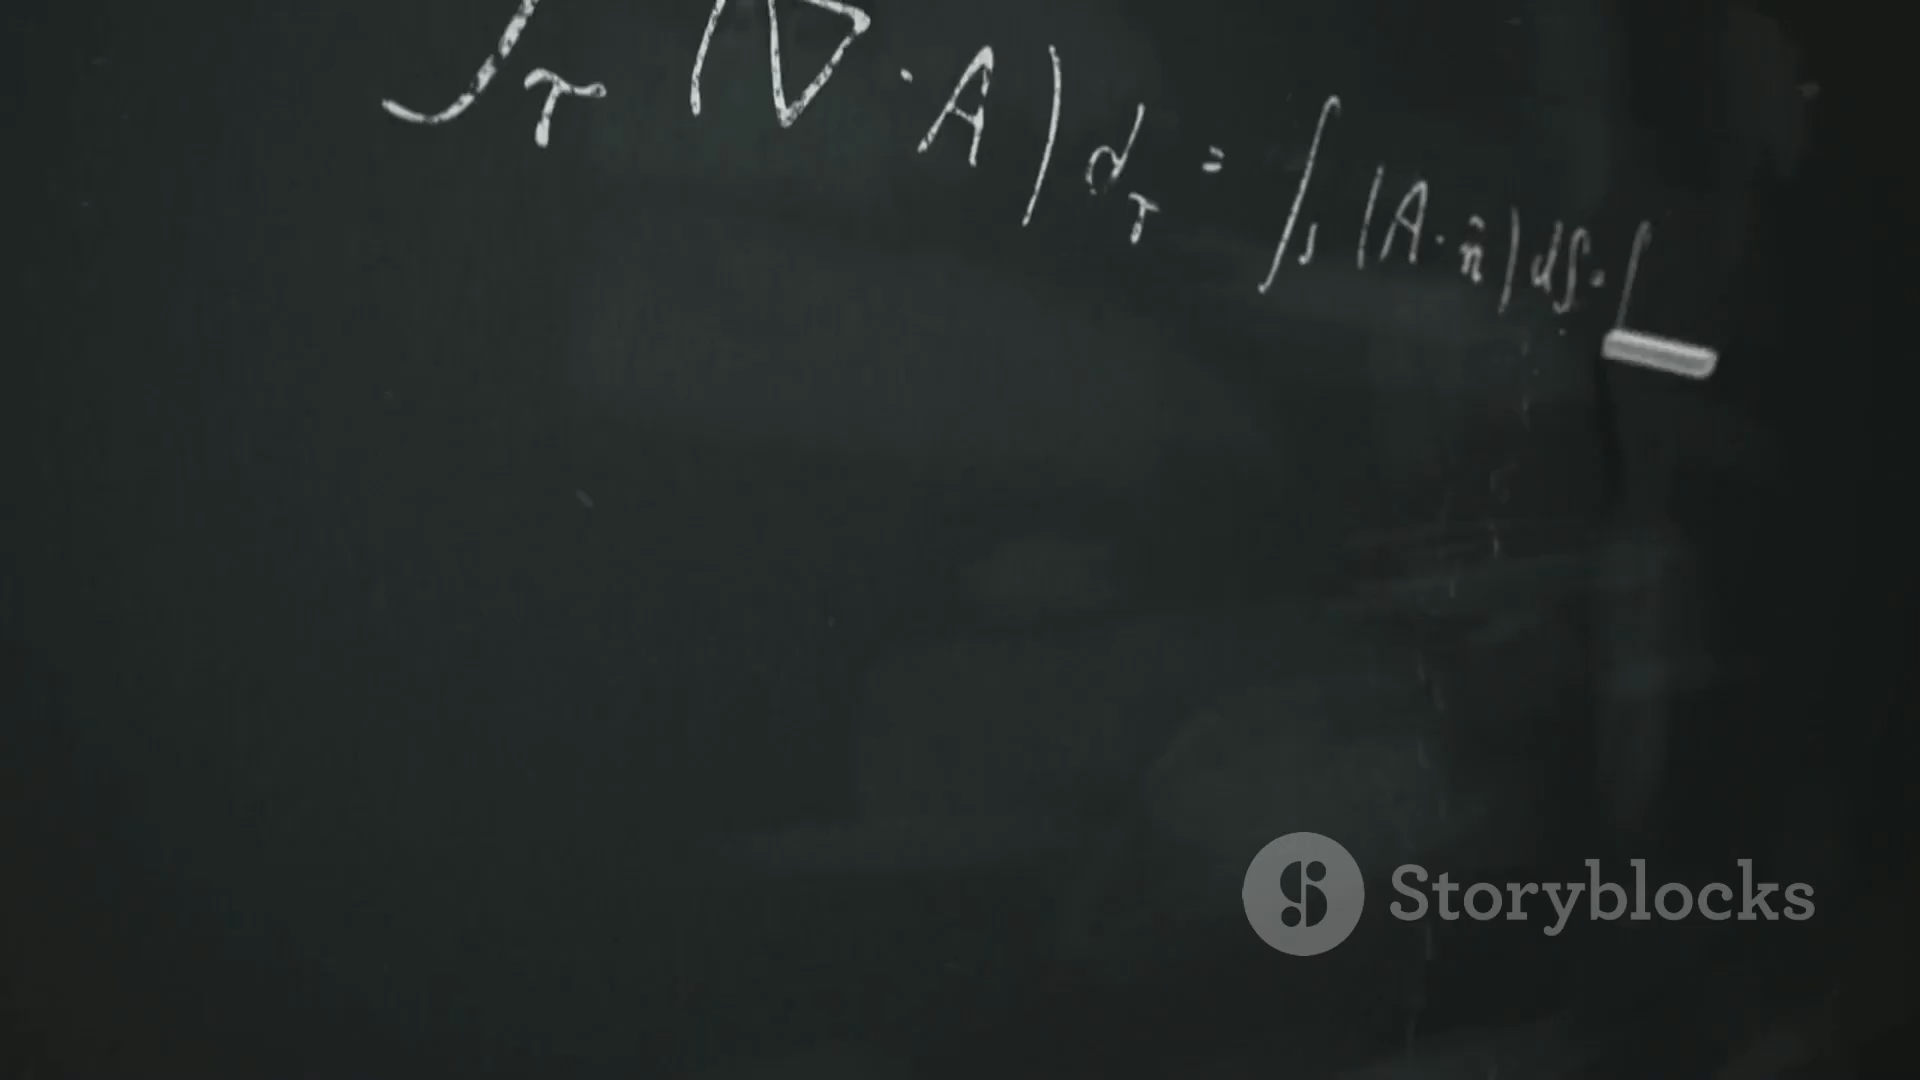 ∫τ (∇ · A) dτ = ∫s (A · n̂) dS = ∫
Storyblocks